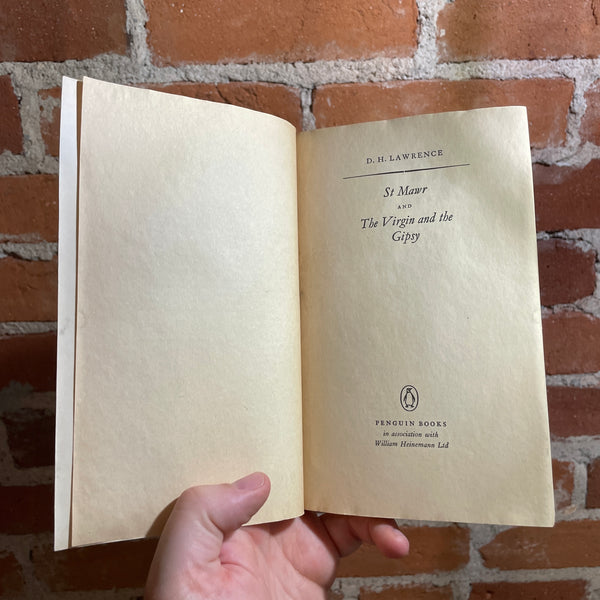 D. H. LAWRENCE
St Mawr
AND
The Virgin and the
Gipsy
PENGUIN BOOKS
in association with
William Heinemann Ltd